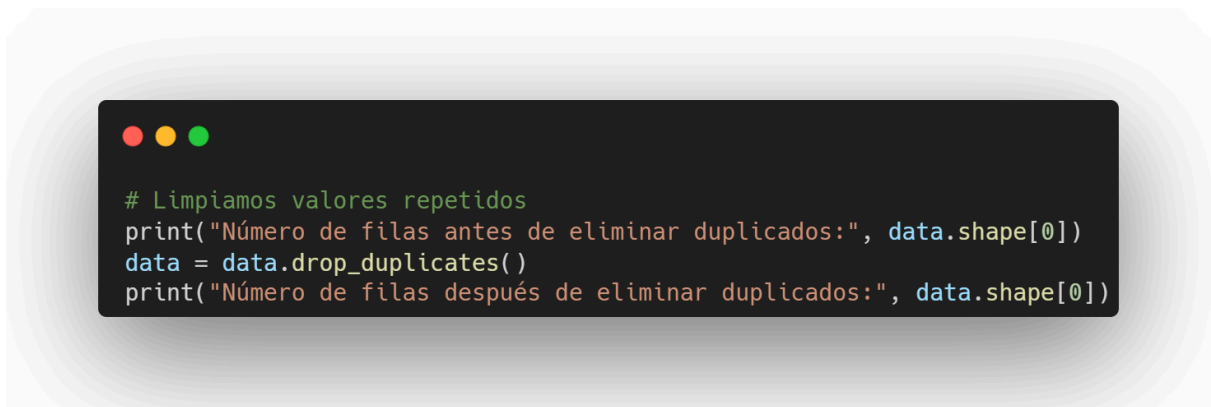 # Limpiamos valores repetidos
print("Número de filas antes de eliminar duplicados:", data.shape[0])
data = data.drop_duplicates()
print("Número de filas después de eliminar duplicados:", data.shape[0])